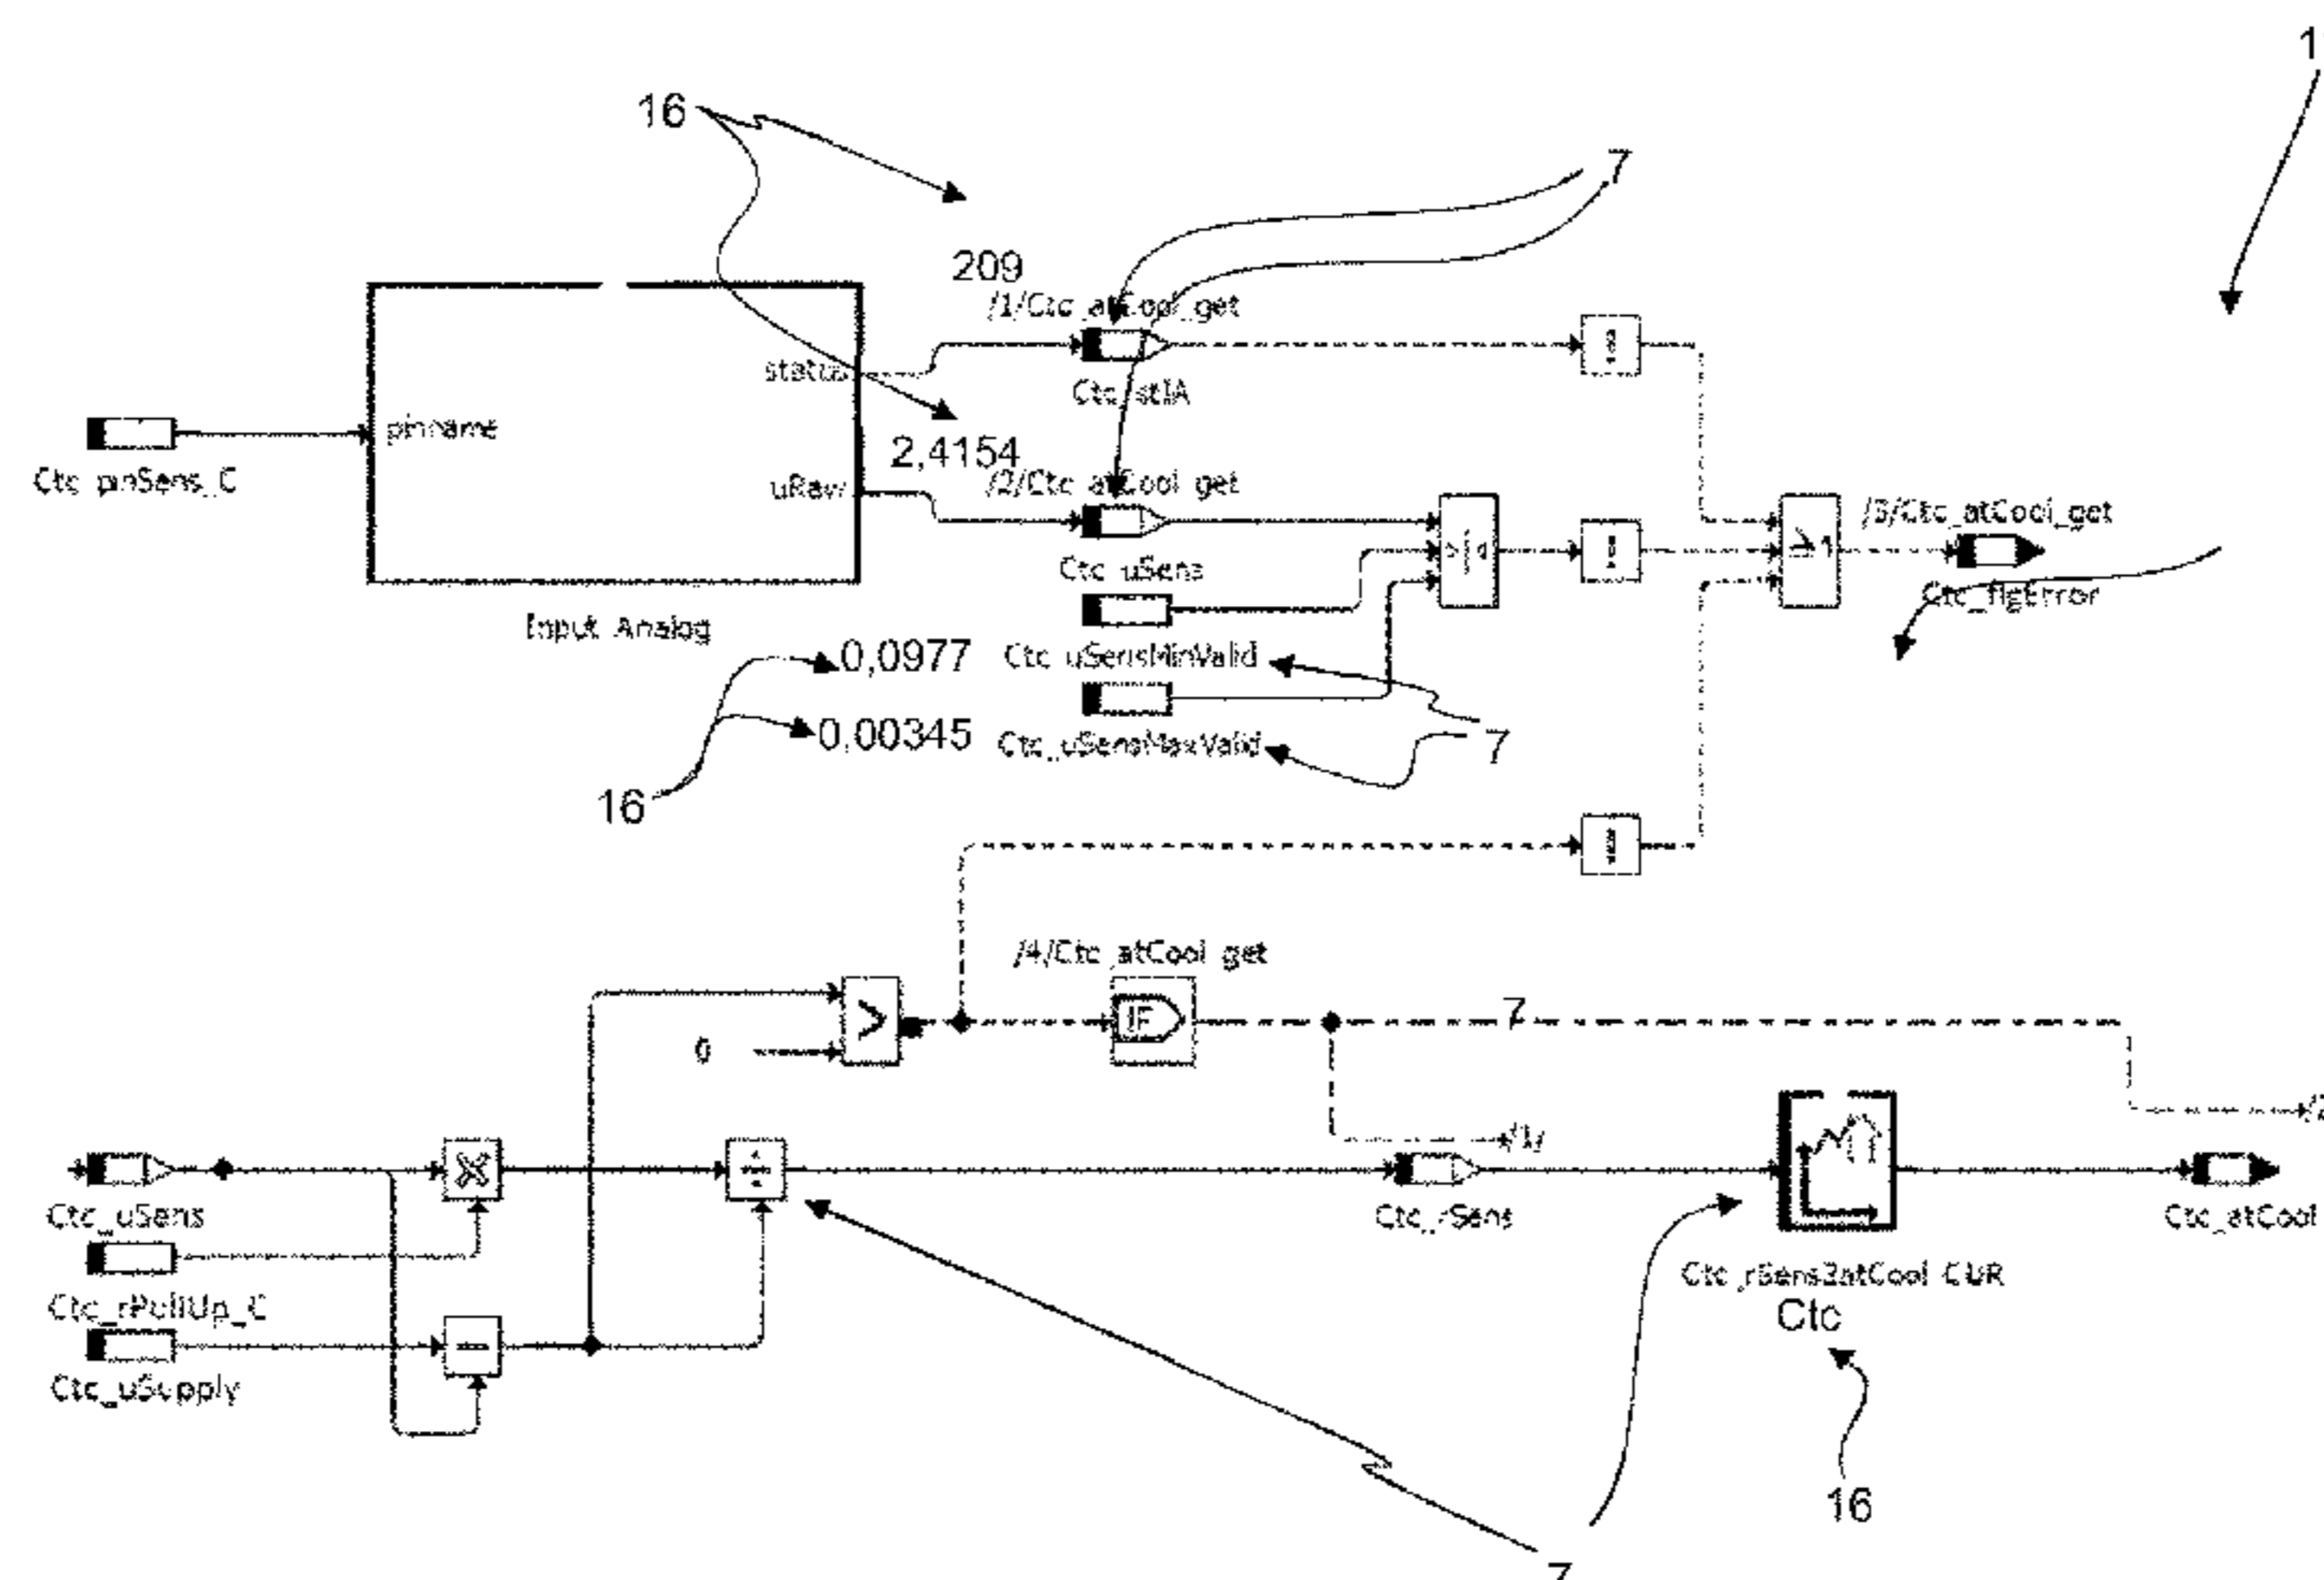 1
16
7
209
/1/Ctc_atCool_get
status
Ctc_stIA
pinname
2,4154
Ctc_pinSens_C
uRaw
/2/Ctc_atCool_get
/3/Ctc_atCool_get
Ctc_uSens
Ctc_flgError
Input Analog
0,0977 Ctc_uSensMinValid
0,00345 Ctc_uSensMaxValid
7
16
/4/Ctc_atCool_get
>
IF
7
0
/1/
Ctc_uSens
Ctc_rSens
Ctc_atCool
Ctc_rPullUp_C
Ctc_rSens2atCool_CUR
Ctc
Ctc_uSupply
16
7